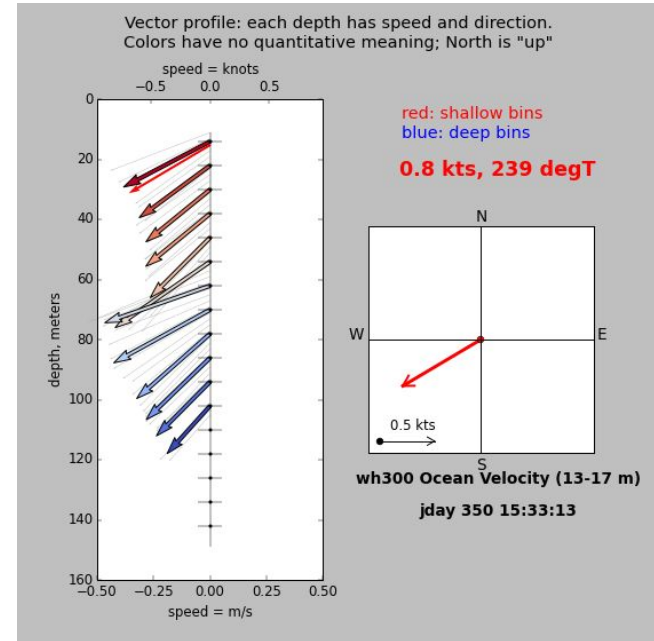 Vector profile: each depth has speed and direction.
Colors have no quantitative meaning; North is "up"
speed = knots
−0.5 0.0 0.5
0
20
40
60
80
100
120
140
160
depth, meters
−0.50 −0.25 0.00 0.25 0.50
speed = m/s
red: shallow bins
blue: deep bins
0.8 kts, 239 degT
N
W
E
0.5 kts
S
wh300 Ocean Velocity (13-17 m)
jday 350 15:33:13